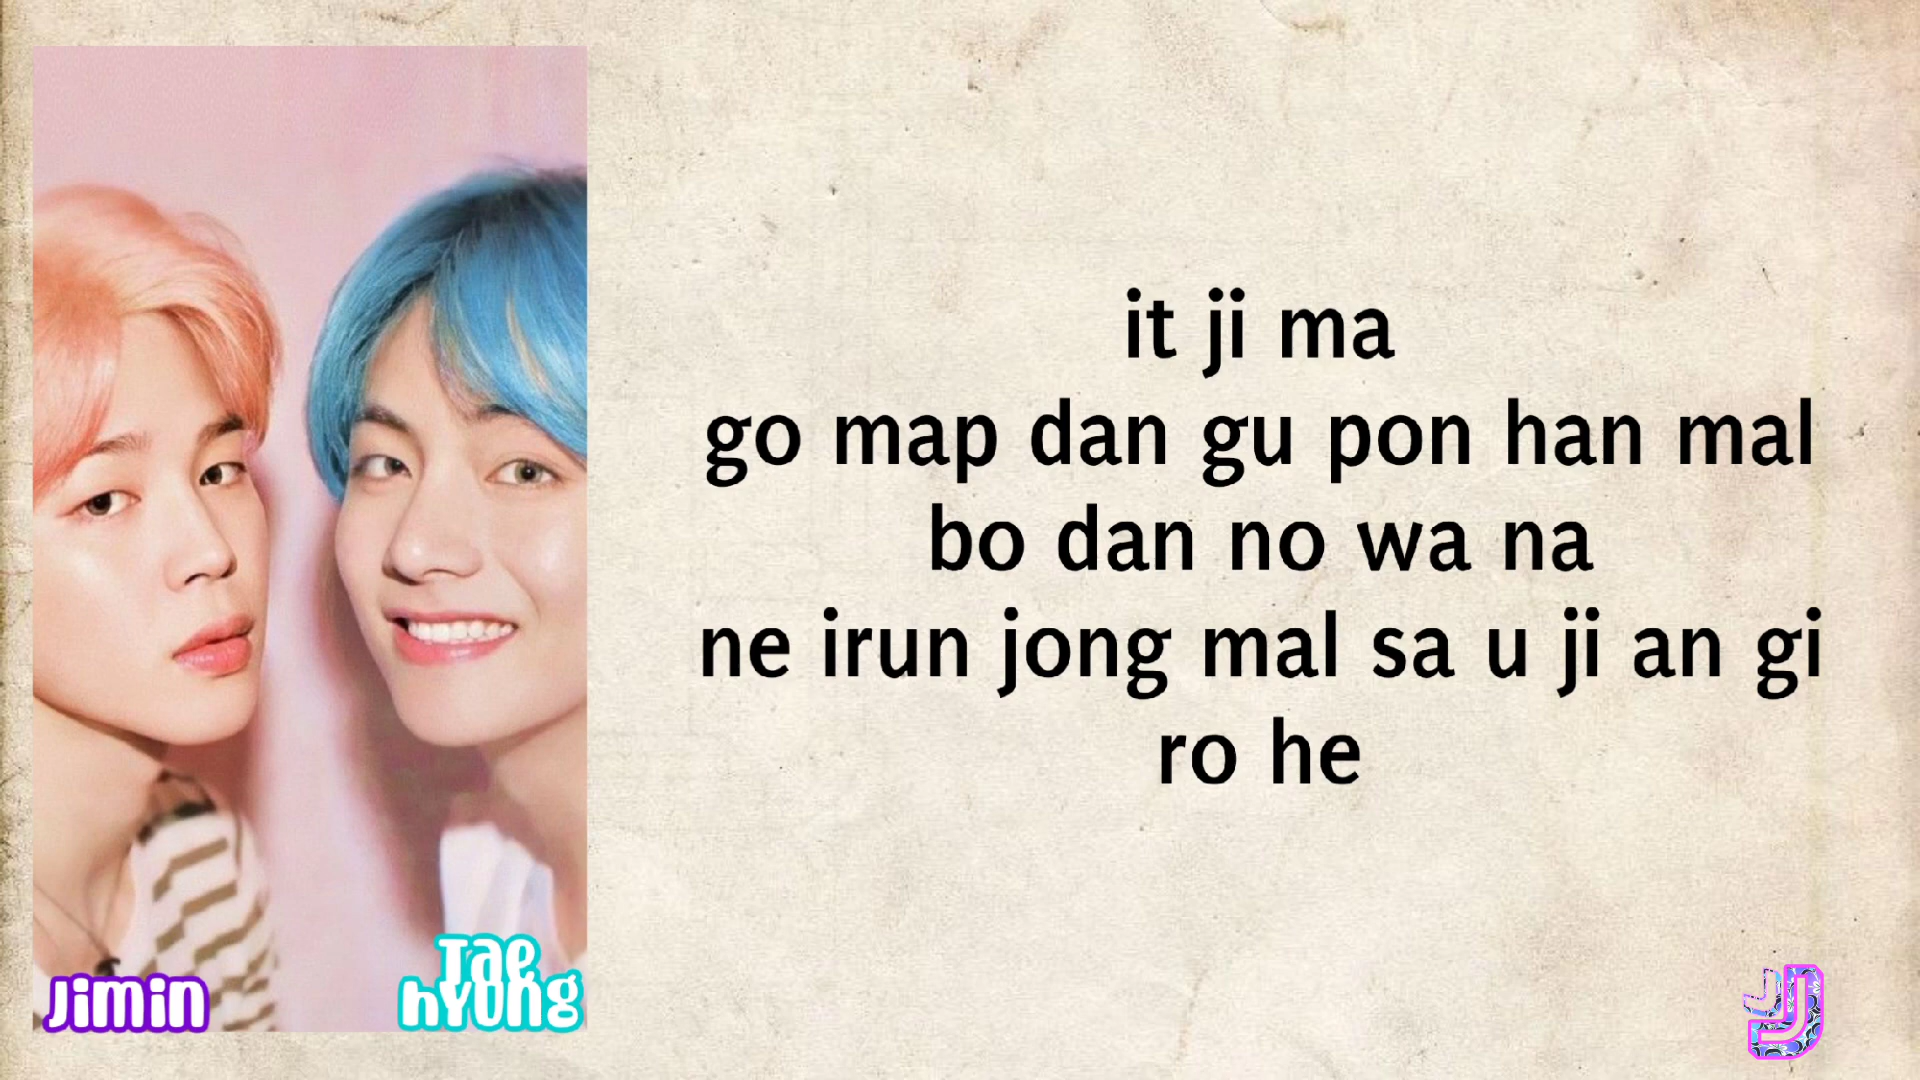 it ji ma
go map dan gu pon han mal
bo dan no wa na
ne irun jong mal sa u ji an gi
ro he
Jimin
Tae
hyung
JJ